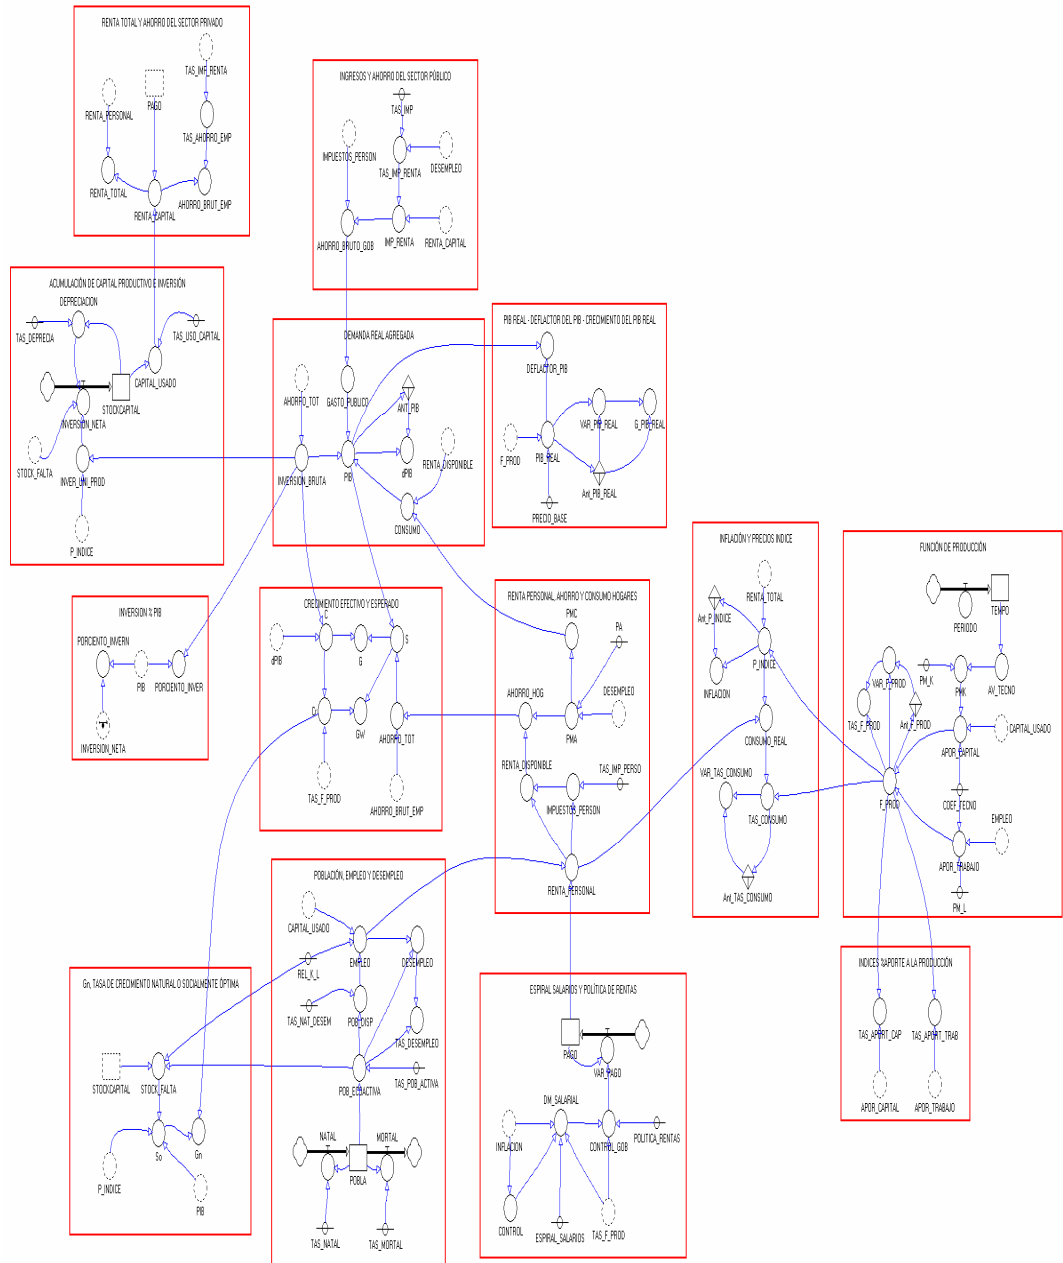 RENTA TOTAL Y AHORRO DEL SECTOR PRIVADO
TAS_IMP_RENTA
RENTA_PERSONAL
PAGO
TAS_AHORRO_EMP
RENTA_TOTAL
RENTA_CAPITAL
AHORRO_BRUT_EMP
INGRESOS Y AHORRO DEL SECTOR PÚBLICO
TAS_IMP
IMPUESTOS_PERSON
TAS_IMP_RENTA
DESEMPLEO
AHORRO_BRUTO_GOB
IMP_RENTA
RENTA_CAPITAL
ACUMULACIÓN DE CAPITAL PRODUCTIVO E INVERSIÓN
DEPRECIACION
TAS_DEPRECIA
TAS_USO_CAPITAL
CAPITAL_USADO
STOCKCAPITAL
INVERSION_NETA
STOCK_FALTA
INVER_UNI_PROD
P_INDICE
DEMANDA REAL AGREGADA
AHORRO_TOT
GASTO_PUBLICO
ANT_PIB
INVERSION_BRUTA
PIB
dPIB
RENTA_DISPONIBLE
CONSUMO
PIB REAL - DEFLACTOR DEL PIB - CRECIMIENTO DEL PIB REAL
DEFLACTOR_PIB
VAR_PIB_REAL
G_PIB_REAL
F_PROD
PIB_REAL
Ant_PIB_REAL
PRECIO_BASE
INVERSION % PIB
PORCIENTO_INVERN
PIB
PORCIENTO_INVER
INVERSION_NETA
CRECIMIENTO EFECTIVO Y ESPERADO
C
dPIB
G
S
D
GW
AHORRO_TOT
TAS_F_PROD
AHORRO_BRUT_EMP
RENTA PERSONAL, AHORRO Y CONSUMO HOGARES
PMC
PA
AHORRO_HOG
DESEMPLEO
PMA
RENTA_DISPONIBLE
TAS_IMP_PERSO
IMPUESTOS_PERSON
RENTA_PERSONAL
INFLACIÓN Y PRECIOS INDICE
RENTA_TOTAL
Ant_P_INDICE
P_INDICE
INFLACION
CONSUMO_REAL
VAR_TAS_CONSUMO
TAS_CONSUMO
Ant_TAS_CONSUMO
FUNCIÓN DE PRODUCCIÓN
TEMPO
PERIODO
VAR_F_PROD
PM_K
PMK
AV_TECNO
TAS_F_PROD
Ant_F_PROD
CAPITAL_USADO
APOR_CAPITAL
F_PROD
COEF_TECNO
EMPLEO
APOR_TRABAJO
PM_L
INDICES %APORTE A LA PRODUCCIÓN
TAS_APORT_CAP
TAS_APORT_TRAB
APOR_CAPITAL
APOR_TRABAJO
POBLACIÓN, EMPLEO Y DESEMPLEO
CAPITAL_USADO
EMPLEO
DESEMPLEO
REL_K_L
TAS_NAT_DESEM
POB_DISP
TAS_DESEMPLEO
POB_ECOACTIVA
TAS_POB_ACTIVA
NATAL
MORTAL
POBLA
TAS_NATAL
TAS_MORTAL
Gn, TASA DE CRECIMIENTO NATURAL O SOCIALMENTE ÓPTIMA
STOCKCAPITAL
STOCK_FALTA
So
Gn
P_INDICE
PIB
ESPIRAL SALARIOS Y POLÍTICA DE RENTAS
PAGO
VAR_PAGO
DM_SALARIAL
INFLACION
CONTROL_GOB
POLITICA_RENTAS
CONTROL
ESPIRAL_SALARIOS
TAS_F_PROD